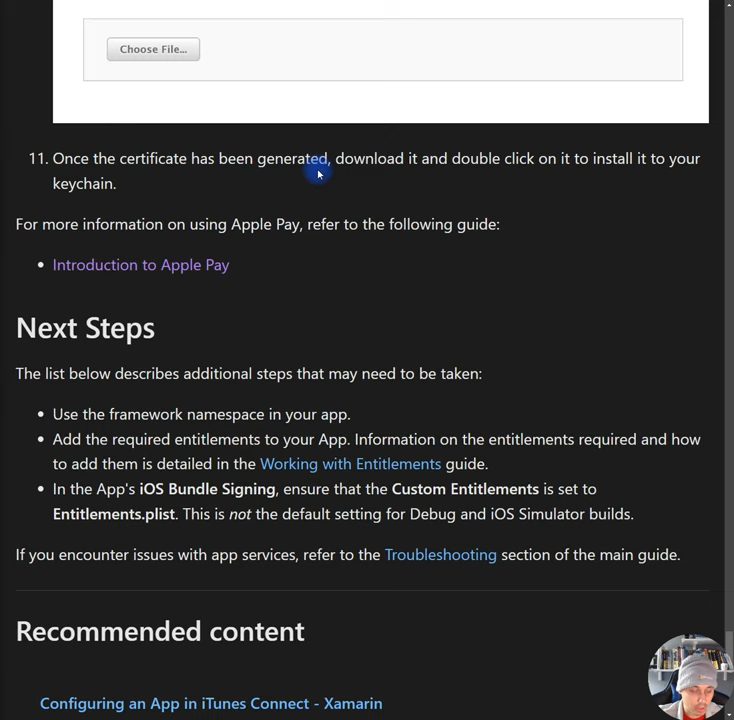 Choose File...
11. Once the certificate has been generated, download it and double click on it to install it to your
keychain.
For more information on using Apple Pay, refer to the following guide:
• Introduction to Apple Pay
Next Steps
The list below describes additional steps that may need to be taken:
• Use the framework namespace in your app.
• Add the required entitlements to your App. Information on the entitlements required and how
to add them is detailed in the Working with Entitlements guide.
• In the App's iOS Bundle Signing, ensure that the Custom Entitlements is set to
Entitlements.plist. This is not the default setting for Debug and iOS Simulator builds.
If you encounter issues with app services, refer to the Troubleshooting section of the main guide.
Recommended content
Configuring an App in iTunes Connect - Xamarin